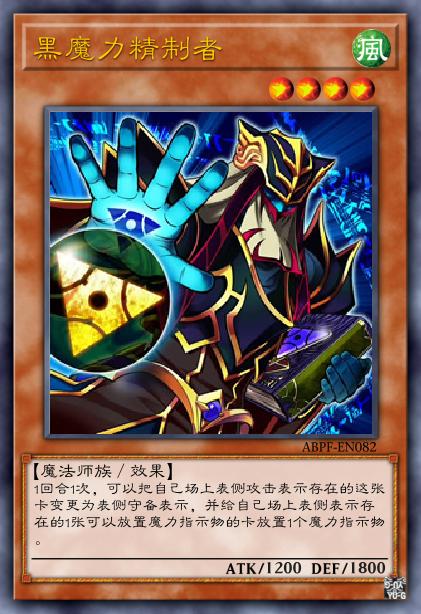 黑魔力精制者
風
ABPF-EN082
【魔法师族／效果】
1回合1次，可以把自己场上表侧攻击表示存在的这张
卡变更为表侧守备表示，并给自己场上表侧表示存
在的1张可以放置魔力指示物的卡放置1个魔力指示物
。
ATK/1200 DEF/1800